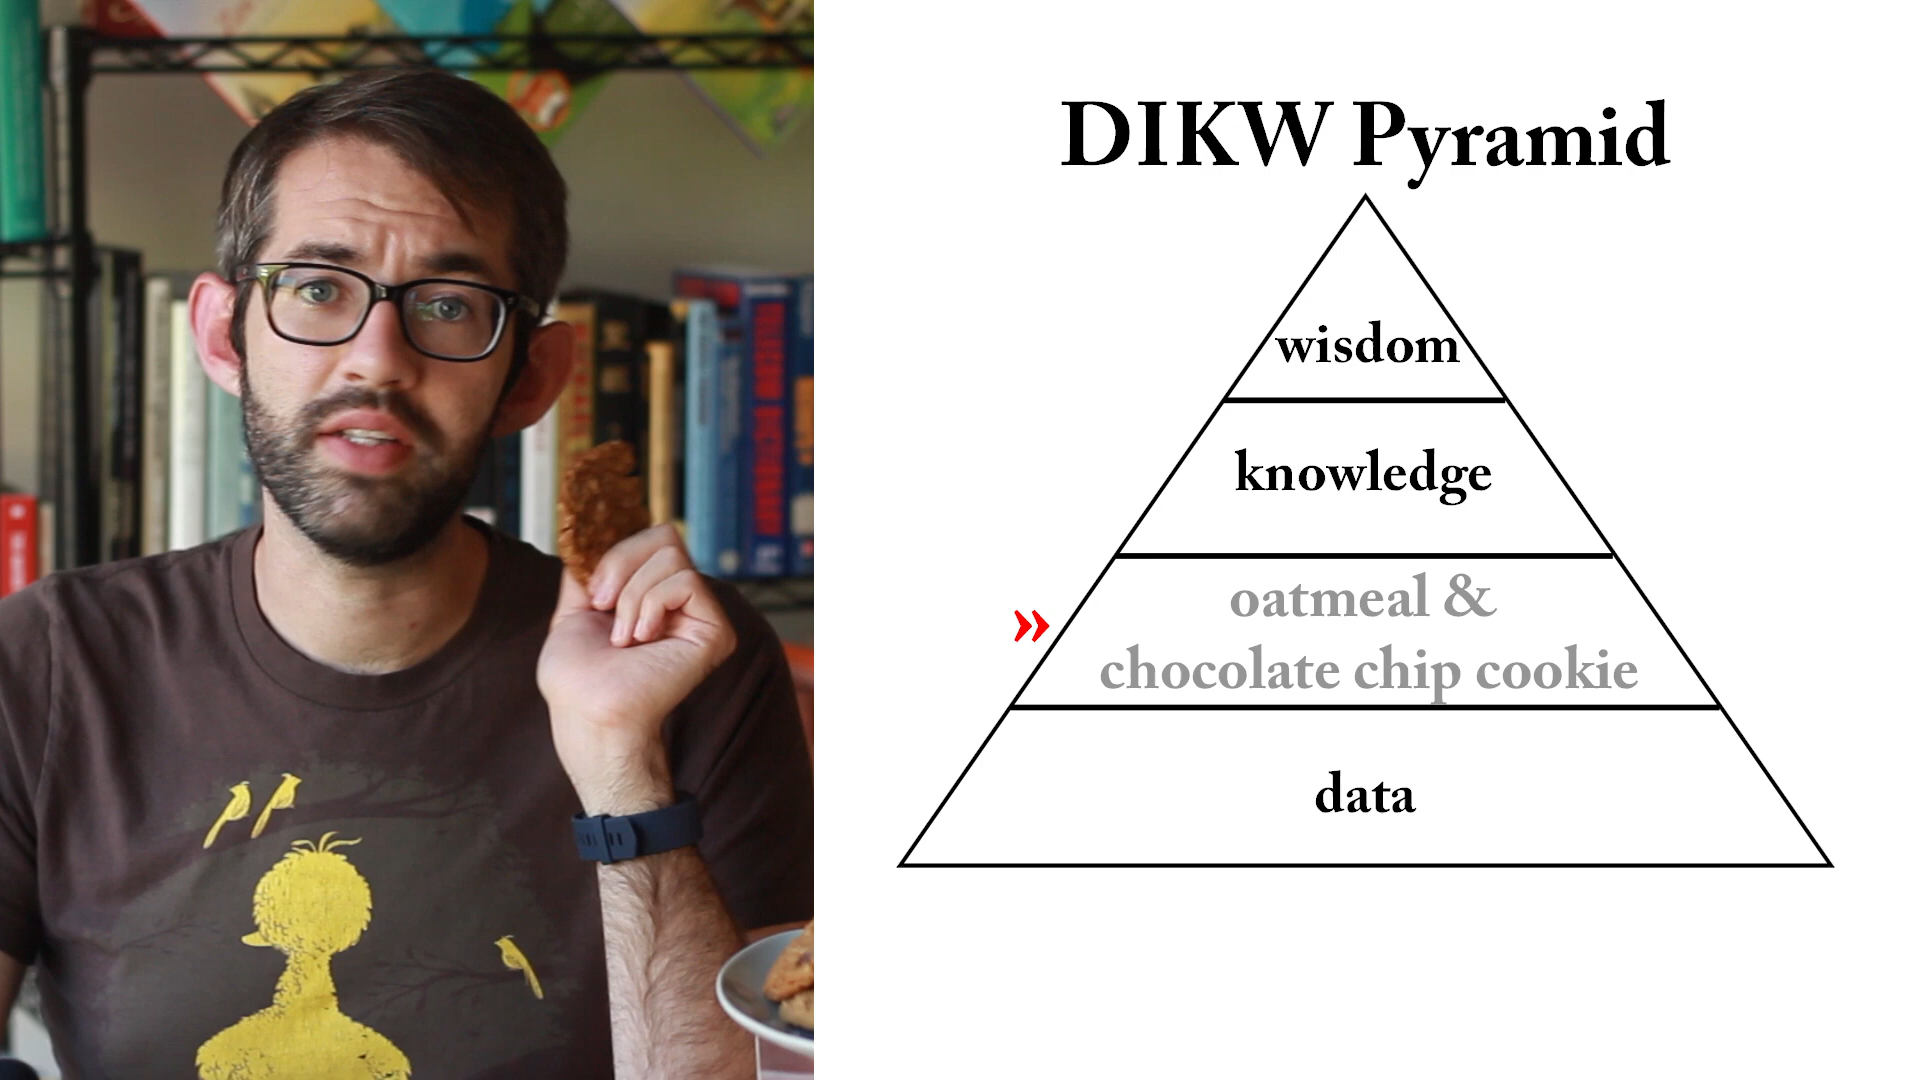 DIKW Pyramid
wisdom
knowledge
»
oatmeal &
chocolate chip cookie
data